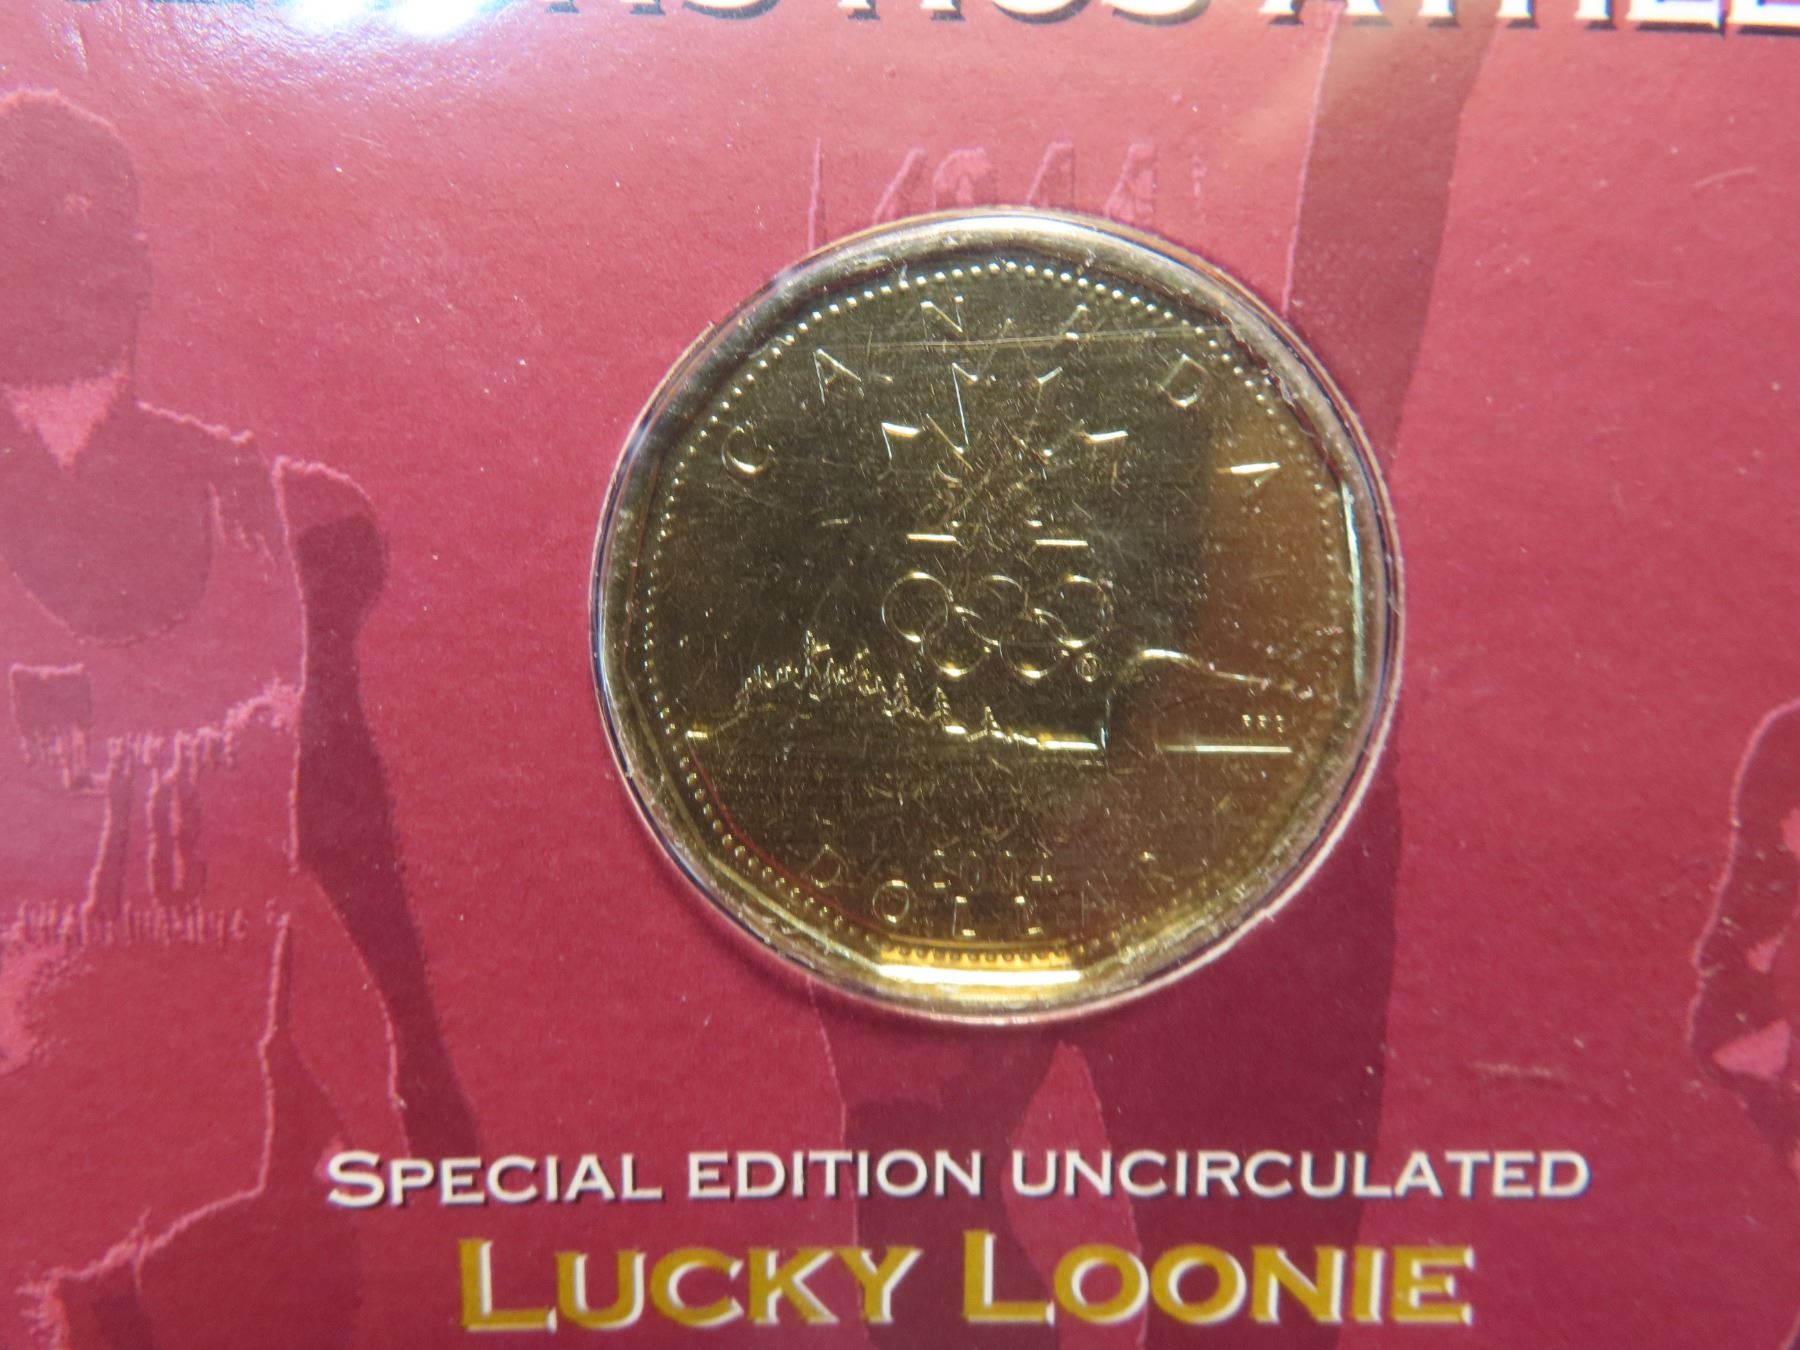 CANADA
2004
DOLLAR
SPECIAL EDITION UNCIRCULATED
LUCKY LOONIE